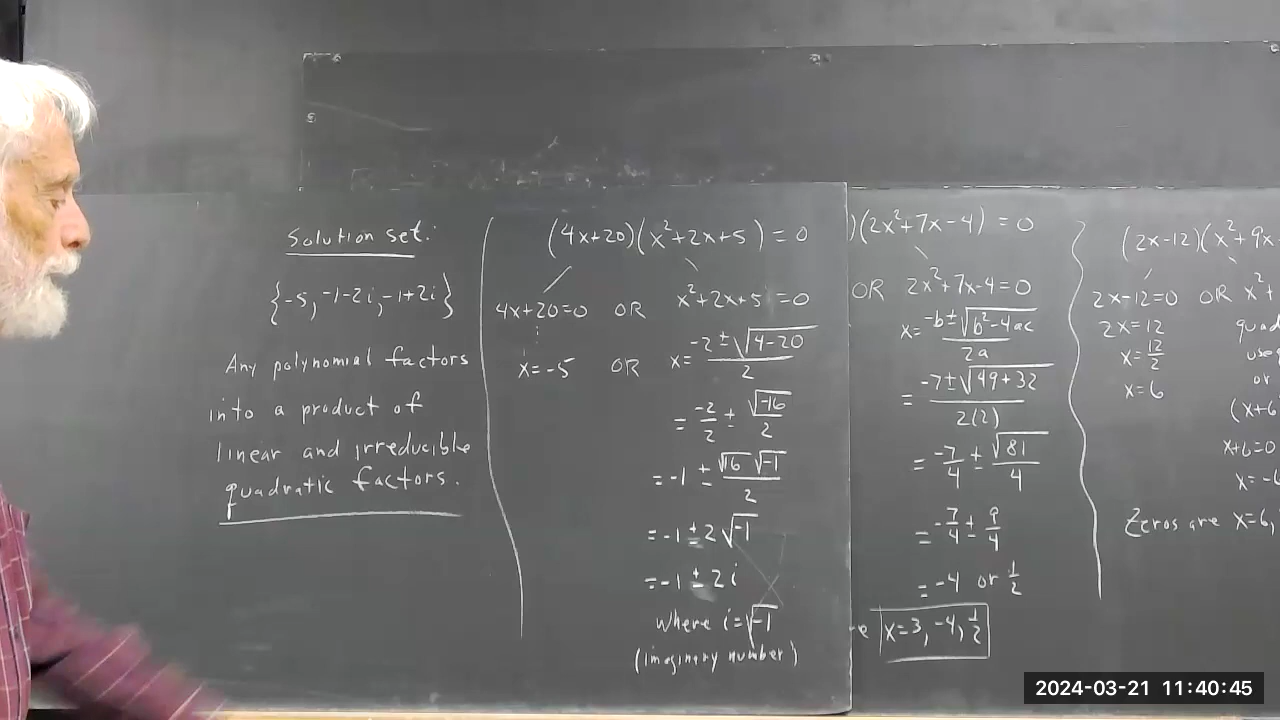 Solution set:
{-5, -1-2i, -1+2i}
Any polynomial factors
into a product of
linear and irreducible
quadratic factors.
(4x+20)(x²+2x+5) = 0
4x+20=0 OR x²+2x+5=0
x=-5 OR x= (-2±√(4-20))/2
= -2/2 ± √-16/2
= -1 ± √16 √-1/2
= -1 ± 2√-1
= -1 ± 2i
where i=√-1
(imaginary number)
)(2x²+7x-4) = 0
OR 2x²+7x-4=0
x= (-b±√(b²-4ac))/2a
= (-7±√(49+32))/2(2)
= -7/4 ± √81/4
= -7/4 ± 9/4
= -4 or 1/2
re x=3, -4, 1/2
(2x-12)(x²+9x-
2x-12=0 OR x²+
2x=12
x=12/2
x=6
quad
use
or
(x+6
x+6=0
x=-6
Zeros are x=6,
2024-03-21 11:40:45